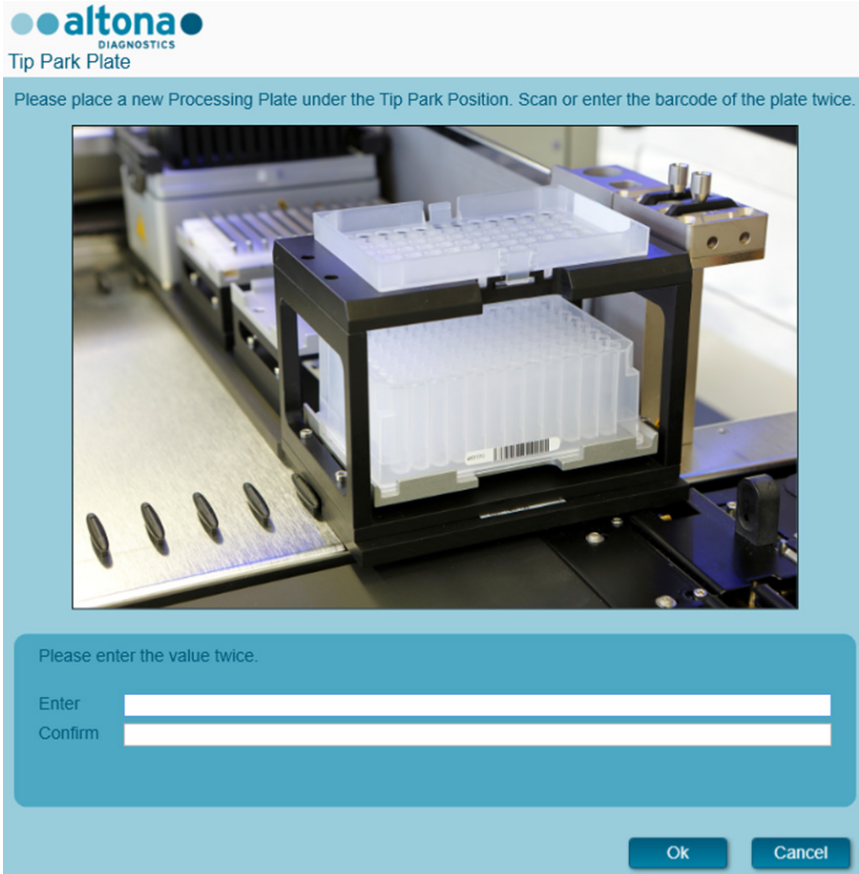 altona
DIAGNOSTICS
Tip Park Plate
Please place a new Processing Plate under the Tip Park Position. Scan or enter the barcode of the plate twice.
Please enter the value twice.
Enter
Confirm
Ok
Cancel